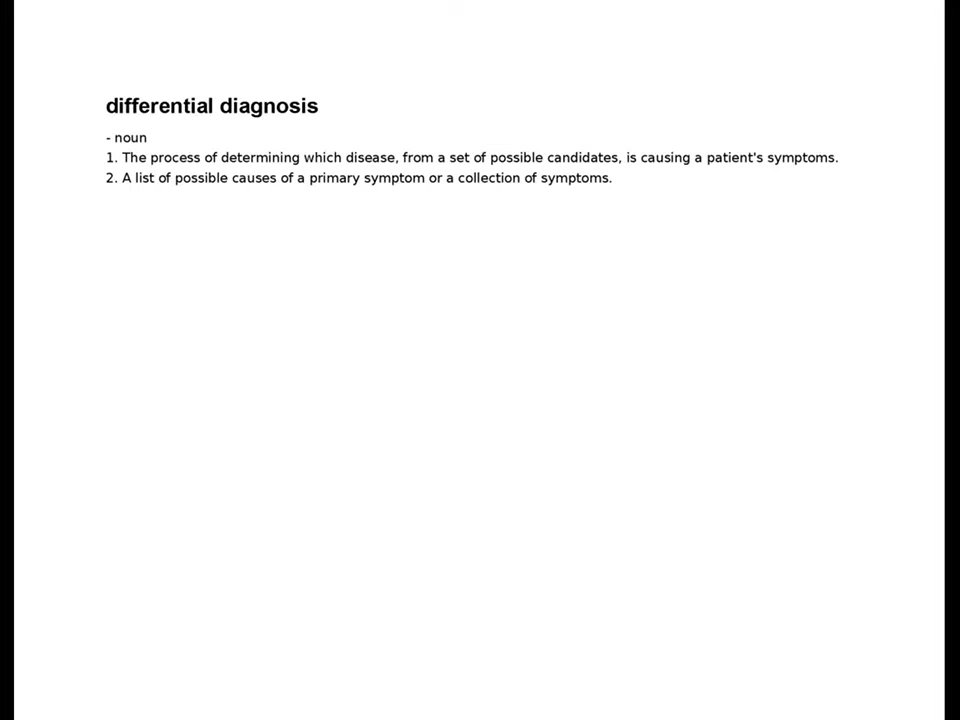 differential diagnosis
- noun
1. The process of determining which disease, from a set of possible candidates, is causing a patient's symptoms.
2. A list of possible causes of a primary symptom or a collection of symptoms.